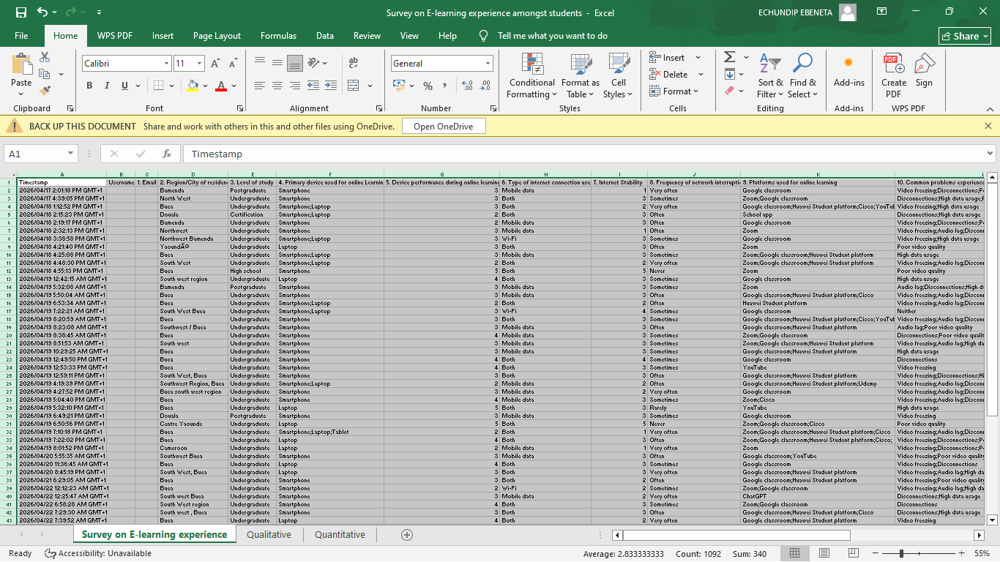 Survey on E-learning experience amongst students - Excel
ECHUNDIP EBENETA
File Home WPS PDF Insert Page Layout Formulas Data Review View Help Tell me what you want to do Share
Paste
Calibri 11
General
Conditional Formatting Format as Table Cell Styles
Insert
Delete
Format
Sort & Filter Find & Select
Add-ins
Create PDF Sign
Clipboard Font Alignment Number Styles Cells Editing Add-ins WPS PDF
BACK UP THIS DOCUMENT Share and work with others in this and other files using OneDrive. Open OneDrive
A1 fx Timestamp
A B C D E F G H I J K L
1 Timestamp Username 1. Email 2. Region/City of residen 3. Level of study 4. Primary device used for online Learnin 5. Device performance during online learning 6. Type of internet connection use 7. Internet Stability 8. Frequency of network interrupti 9. Platforms used for online learning 10. Common problems experience
2 2026/04/17 2:01:18 PM GMT+1 Bamenda Postgraduate Smartphone 3 Mobile data 1 Very often Google classroom Video freezing;Disconnections;P
3 2026/04/17 4:39:05 PM GMT+1 North West Undergraduate Smartphone 3 Both 3 Sometimes Zoom;Google classroom Disconnections;High data usage;
4 2026/04/18 1:12:52 PM GMT+1 Buea Undergraduate Smartphone;Laptop 3 Both 2 Very often Google classroom;Huawei Student platform;Cisco;YouTu Video freezing;High data usage
5 2026/04/18 2:15:23 PM GMT+1 Douala Certification Smartphone;Laptop 2 Both 3 Often School app Disconnections;High data usage
6 2026/04/18 2:19:17 PM GMT+1 Bamenda Undergraduate Smartphone 2 Mobile data 3 Often Google classroom Video freezing;Disconnections;P
7 2026/04/18 2:32:13 PM GMT+1 Northwest Undergraduate Smartphone 3 Mobile data 1 Often Zoom Video freezing;Audio lag;Discon
8 2026/04/18 3:38:58 PM GMT+1 Northwest Bamenda Undergraduate Smartphone;Laptop 3 Wi-Fi 3 Sometimes Google classroom Video freezing;High data usage
9 2026/04/18 4:21:40 PM GMT+1 YaoundÃ© Undergraduate Laptop 3 Both 3 Often Zoom Poor video quality
10 2026/04/18 4:25:08 PM GMT+1 Buea Undergraduate Smartphone;Laptop 3 Mobile data 3 Sometimes Google classroom;Huawei Student platform High data usage
11 2026/04/18 4:48:30 PM GMT+1 South West Undergraduate Smartphone;Laptop 2 Both 2 Very often Zoom;Google classroom;Huawei Student platform Video freezing;Audio lag;Discon
12 2026/04/18 4:55:13 PM GMT+1 Buea High school Smartphone 5 Both 5 Never Zoom Poor video quality
13 2026/04/19 12:42:15 AM GMT+1 South west region Undergraduate Laptop 4 Both 3 Sometimes Google classroom High data usage
14 2026/04/19 5:32:08 AM GMT+1 Bamenda Postgraduate Smartphone 3 Mobile data 3 Sometimes Zoom Audio lag;Disconnections;High d
15 2026/04/19 5:50:04 AM GMT+1 Buea Undergraduate Smartphone 3 Mobile data 3 Often Google classroom;Huawei Student platform;Cisco Video freezing;Audio lag
16 2026/04/19 6:53:34 AM GMT+1 Buea Undergraduate Smartphone;Laptop 2 Both 2 Often Huawei Student platform Video freezing;Audio lag;Discon
17 2026/04/19 7:22:21 AM GMT+1 South West Buea Undergraduate Smartphone;Laptop 3 Wi-Fi 4 Sometimes Google classroom Neither
18 2026/04/19 8:20:59 AM GMT+1 Buea Undergraduate Smartphone 3 Both 3 Sometimes Google classroom;Huawei Student platform;Cisco;YouTu Video freezing;Audio lag;Discon
19 2026/04/19 8:23:08 AM GMT+1 Southwest / Buea Undergraduate Smartphone 3 Mobile data 3 Often Google classroom;Huawei Student platform Audio lag;Poor video quality
20 2026/04/19 8:38:45 AM GMT+1 Buea Undergraduate Smartphone 4 Mobile data 3 Sometimes Zoom;Google classroom Disconnections;Poor video qualit
21 2026/04/19 8:51:53 AM GMT+1 South west Undergraduate Smartphone 3 Mobile data 3 Sometimes Google classroom;Huawei Student platform Video freezing;Audio lag;High da
22 2026/04/19 10:29:25 AM GMT+1 Buea Undergraduate Smartphone 3 Mobile data 3 Sometimes Google classroom;Huawei Student platform High data usage
23 2026/04/19 12:49:50 PM GMT+1 Buea Undergraduate Smartphone 4 Both 4 Sometimes Google classroom Disconnections
24 2026/04/19 12:53:33 PM GMT+1 Buea Undergraduate Smartphone 4 Both 3 Sometimes YouTube Video freezing
25 2026/04/19 12:59:11 PM GMT+1 South West, Buea Undergraduate Smartphone 3 Both 3 Often Google classroom;Huawei Student platform Video freezing;Disconnections;Hi
26 2026/04/19 4:19:39 PM GMT+1 Southwest Region, Buea Undergraduate Smartphone;Laptop 2 Mobile data 2 Often Google classroom;Huawei Student platform;Udemy Video freezing;Audio lag;Discon
27 2026/04/19 4:27:52 PM GMT+1 Buea south west region Undergraduate Smartphone 3 Mobile data 2 Very often Google classroom Video freezing;Audio lag;Discon
28 2026/04/19 5:04:40 PM GMT+1 Buea Undergraduate Smartphone 4 Mobile data 3 Sometimes Zoom;Cisco Disconnections
29 2026/04/19 5:32:10 PM GMT+1 Buea Undergraduate Laptop 5 Both 3 Rarely YouTube High data usage
30 2026/04/19 6:49:21 PM GMT+1 Douala Postgraduate Smartphone 3 Mobile data 3 Sometimes Google classroom Video freezing
31 2026/04/19 6:50:56 PM GMT+1 Centre Yaounde Undergraduate Laptop 5 Both 5 Never Zoom;Google classroom;Cisco Poor video quality
32 2026/04/19 7:10:18 PM GMT+1 Buea Undergraduate Smartphone;Laptop;Tablet 2 Both 1 Very often Google classroom;Huawei Student platform;Cisco Video freezing;Audio lag;Discon
33 2026/04/19 7:22:02 PM GMT+1 Buea Undergraduate Laptop 4 Both 3 Often Zoom;Google classroom;Huawei Student platform;Cisco; Video freezing;Disconnections;P
34 2026/04/19 8:01:52 PM GMT+1 Cameroon Undergraduate Laptop 2 Mobile data 1 Very often Zoom Video freezing;Disconnections;P
35 2026/04/20 5:55:35 AM GMT+1 Southwest Buea Undergraduate Smartphone 3 Mobile data 3 Often Google classroom;YouTube Video freezing;Poor video quality
36 2026/04/20 11:36:45 AM GMT+1 Buea Undergraduate Laptop 4 Both 3 Sometimes Google classroom Video freezing;Disconnections
37 2026/04/20 8:45:19 PM GMT+1 South West, Buea Undergraduate Laptop 3 Both 3 Very often Google classroom;Huawei Student platform Video freezing;Audio lag;High da
38 2026/04/21 6:29:05 AM GMT+1 Buea Undergraduate Smartphone 3 Both 2 Often Google classroom;Huawei Student platform Video freezing;Poor video quality
39 2026/04/22 12:12:23 AM GMT+1 Buea Undergraduate Smartphone 2 Wi-Fi 2 Sometimes Zoom;Google classroom Video freezing;Audio lag;High da
40 2026/04/22 12:25:47 AM GMT+1 South west Buea Undergraduate Smartphone 3 Mobile data 2 Very often ChatGPT Video freezing;Audio lag;Discon
41 2026/04/22 6:58:28 AM GMT+1 South West region Undergraduate Smartphone 4 Both 3 Sometimes Zoom;Google classroom Disconnections
42 2026/04/22 7:29:30 AM GMT+1 South west , Buea Undergraduate Smartphone 3 Both 3 Often Google classroom;Huawei Student platform;Cisco Disconnections;High data usage
43 2026/04/22 7:39:52 AM GMT+1 Buea Undergraduate Laptop 4 Both 2 Very often Google classroom;Huawei Student platform Video freezing
Survey on E-learning experience Qualitative Quantitative
Ready Accessibility: Unavailable Average: 2.833333333 Count: 1092 Sum: 340 55%